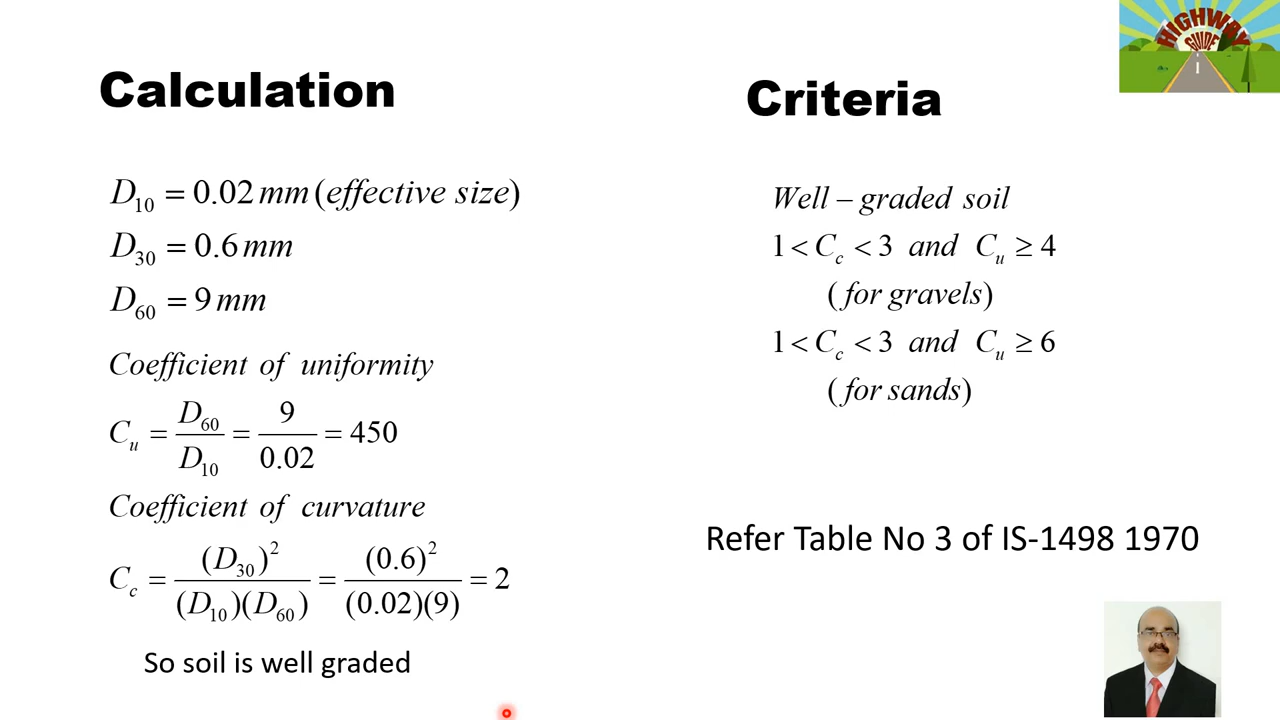 HIGHWAY
GUIDE
Calculation
D₁₀ = 0.02 mm (effective size)
D₃₀ = 0.6 mm
D₆₀ = 9 mm
Coefficient of uniformity
Cᵤ = D₆₀ / D₁₀ = 9 / 0.02 = 450
Coefficient of curvature
C_c = (D₃₀)² / (D₁₀)(D₆₀) = (0.6)² / (0.02)(9) = 2
So soil is well graded
Criteria
Well – graded soil
1 < C_c < 3 and Cᵤ ≥ 4
(for gravels)
1 < C_c < 3 and Cᵤ ≥ 6
(for sands)
Refer Table No 3 of IS-1498 1970